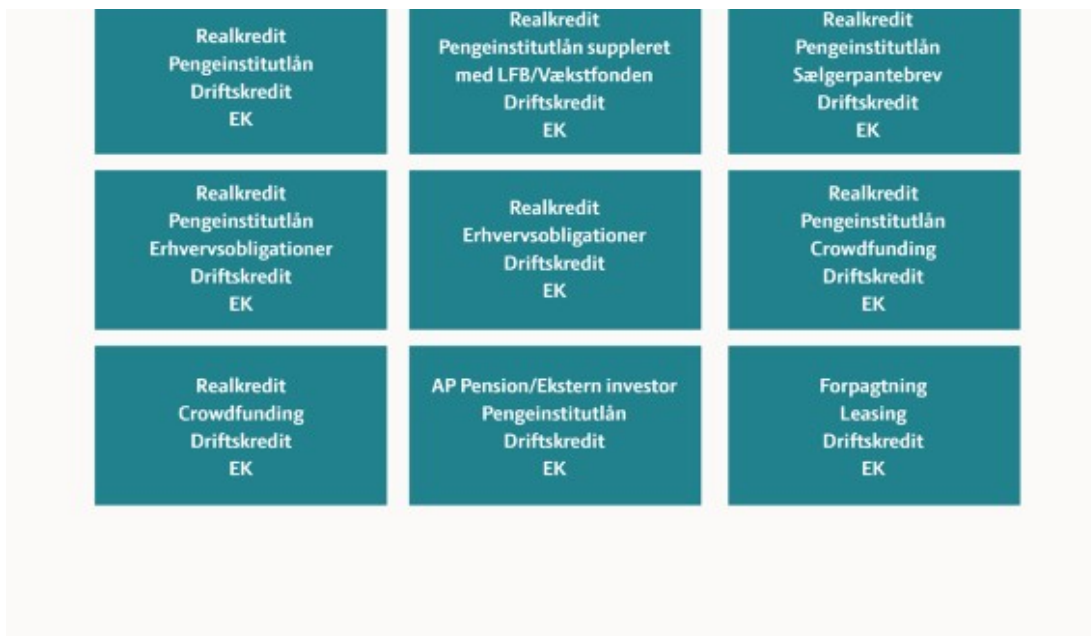 Realkredit
Pengeinstitutlån
Driftskredit
EK
Realkredit
Pengeinstitutlån suppleret
med LFB/Vækstfonden
Driftskredit
EK
Realkredit
Pengeinstitutlån
Sælgerpantebrev
Driftskredit
EK
Realkredit
Pengeinstitutlån
Erhvervsobligationer
Driftskredit
EK
Realkredit
Erhvervsobligationer
Driftskredit
EK
Realkredit
Pengeinstitutlån
Crowdfunding
Driftskredit
EK
Realkredit
Crowdfunding
Driftskredit
EK
AP Pension/Ekstern investor
Pengeinstitutlån
Driftskredit
EK
Forpagtning
Leasing
Driftskredit
EK